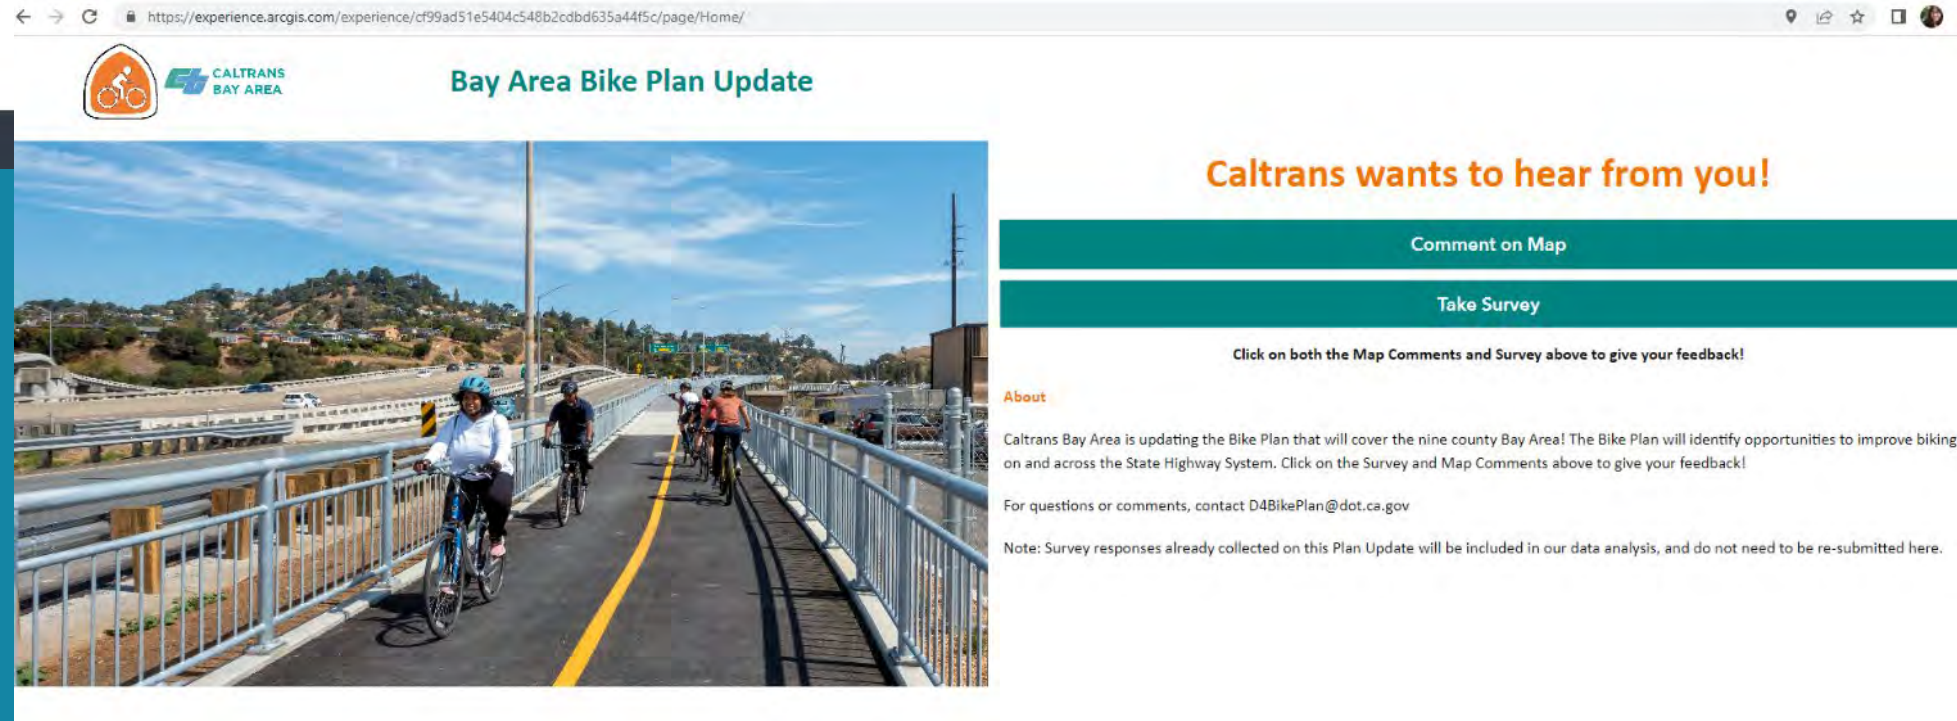 https://experience.arcgis.com/experience/cf99ad51e5404c548b2cdbd635a44f5c/page/Home/
CALTRANS
BAY AREA
Bay Area Bike Plan Update
Caltrans wants to hear from you!
Comment on Map
Take Survey
Click on both the Map Comments and Survey above to give your feedback!
About
Caltrans Bay Area is updating the Bike Plan that will cover the nine county Bay Area! The Bike Plan will identify opportunities to improve biking
on and across the State Highway System. Click on the Survey and Map Comments above to give your feedback!
For questions or comments, contact D4BikePlan@dot.ca.gov
Note: Survey responses already collected on this Plan Update will be included in our data analysis, and do not need to be re-submitted here.